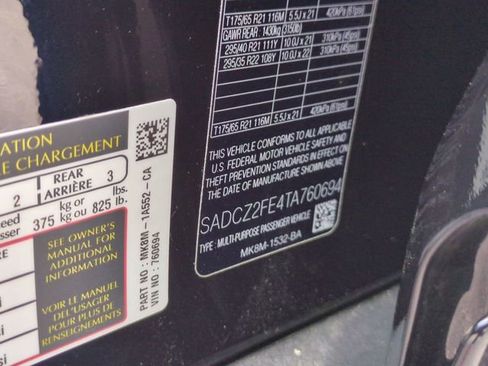 T175/65 R21 116M 5.5J x 21 420kPa (61psi)
GAWR REAR : 1430kg (3150lb)
295/40 R21 111Y 10.0J x 21 310kPa (45psi)
295/35 R22 108Y 10.0J x 22 310kPa (45psi)
T175/65 R21 116M 5.5J x 21 420kPa (61psi)
THIS VEHICLE CONFORMS TO ALL APPLICABLE
U.S. FEDERAL MOTOR VEHICLE SAFETY AND
THEFT PREVENTION STANDARDS IN EFFECT ON
THE DATE OF MANUFACTURE SHOWN ABOVE.
SADCZ2FE4TA760694
TYPE : MULTI-PURPOSE PASSENGER VEHICLE
MK8M-1532-BA
CHARGEMENT
2 REAR 3
ARRIÈRE
375 kg or lbs.
kg ou 825 lb.
SEE OWNER'S
MANUAL FOR
ADDITIONAL
INFORMATION
VOIR LE MANUEL
DEL'USAGER
POUR PLUS DE
RENSEIGNEMENTS
PART NO : MK8M-1A552-CA
VIN NO : 760694